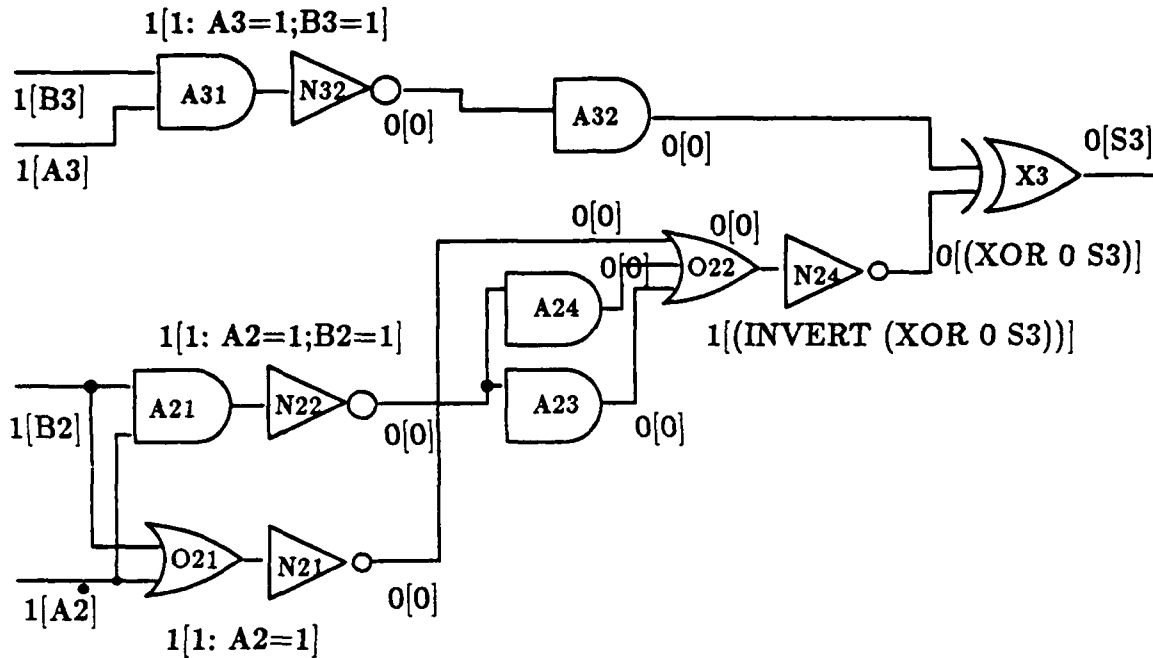 1[1: A3=1;B3=1]
A31
N32
1[B3]
0[0]
A32
0[0]
1[A3]
X3
0[S3]
0[0]
0[0]
O22
0[0]
N24
0[(XOR 0 S3)]
A24
1[(INVERT (XOR 0 S3))]
1[1: A2=1;B2=1]
A21
N22
0[0]
A23
0[0]
1[B2]
O21
N21
0[0]
1[A2]
1[1: A2=1]